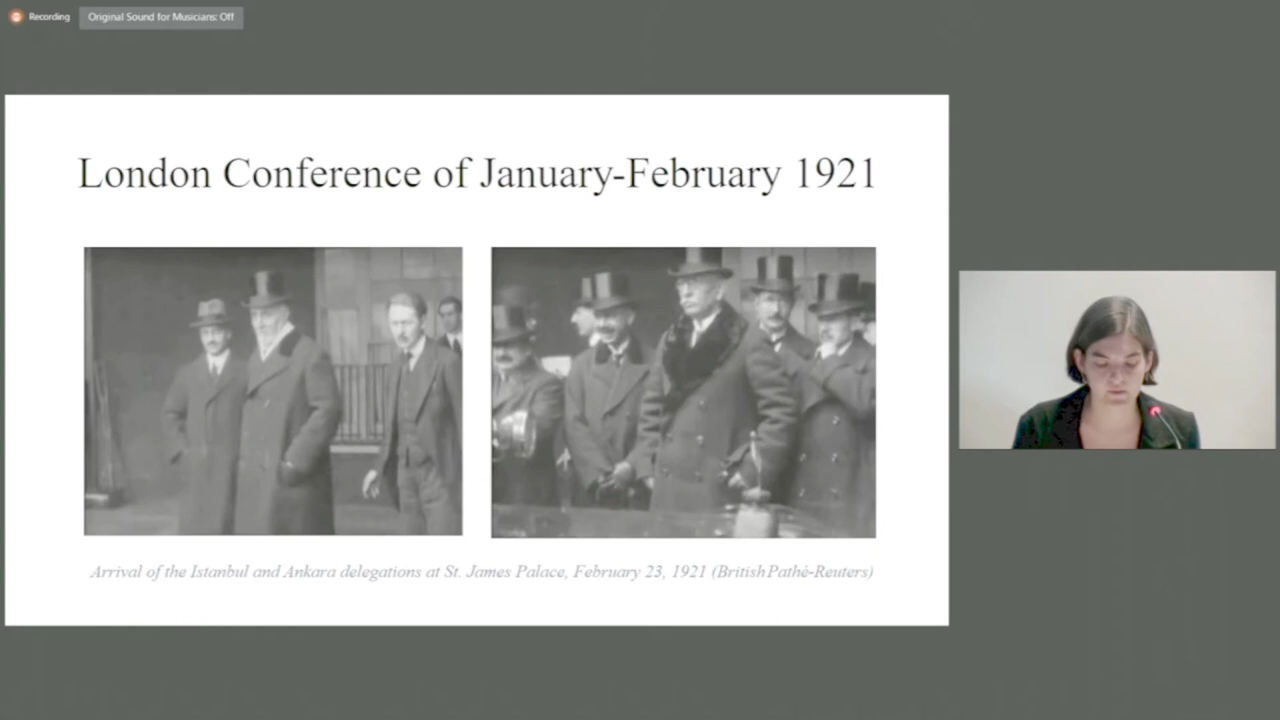 Recording
Original Sound for Musicians: Off
London Conference of January-February 1921
Arrival of the Istanbul and Ankara delegations at St. James Palace, February 23, 1921 (British Pathé-Reuters)